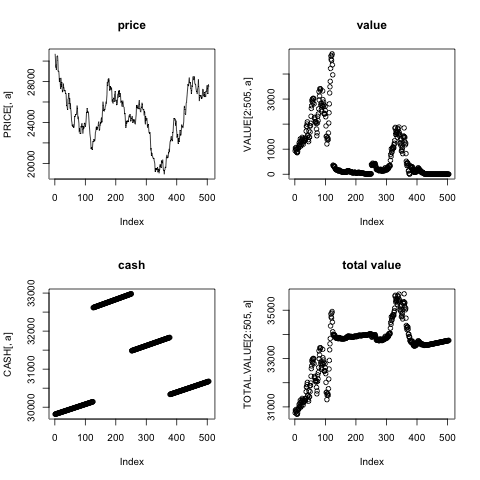 price
PRICE[, a]
20000 24000 28000
0 100 200 300 400 500
Index
value
VALUE[2:505, a]
0 1000 3000
0 100 200 300 400 500
Index
cash
CASH[, a]
30000 31000 32000 33000
0 100 200 300 400 500
Index
total value
TOTAL.VALUE[2:505, a]
31000 33000 35000
0 100 200 300 400 500
Index